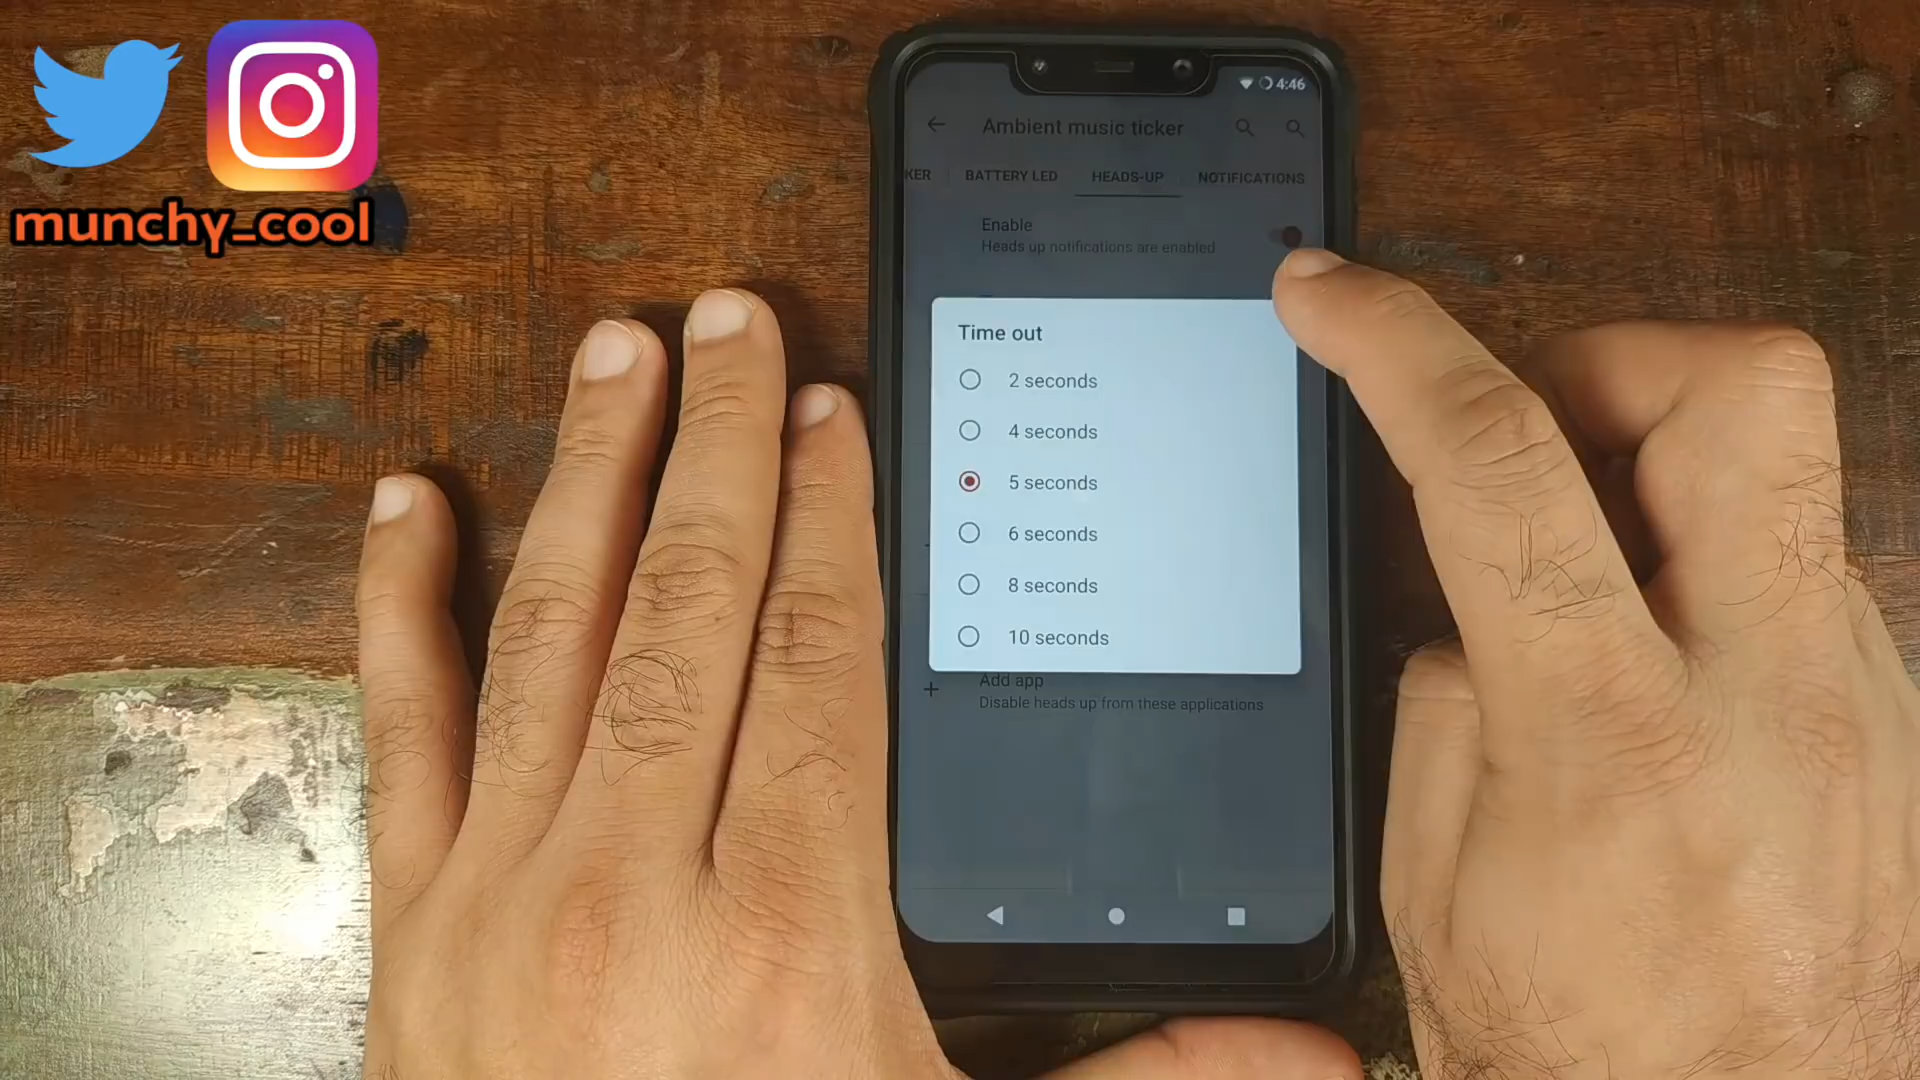 munchy_cool
4:46
Ambient music ticker
KER
BATTERY LED
HEADS-UP
NOTIFICATIONS
Enable
Heads up notifications are enabled
Time out
2 seconds
4 seconds
5 seconds
6 seconds
8 seconds
10 seconds
Add app
Disable heads up from these applications